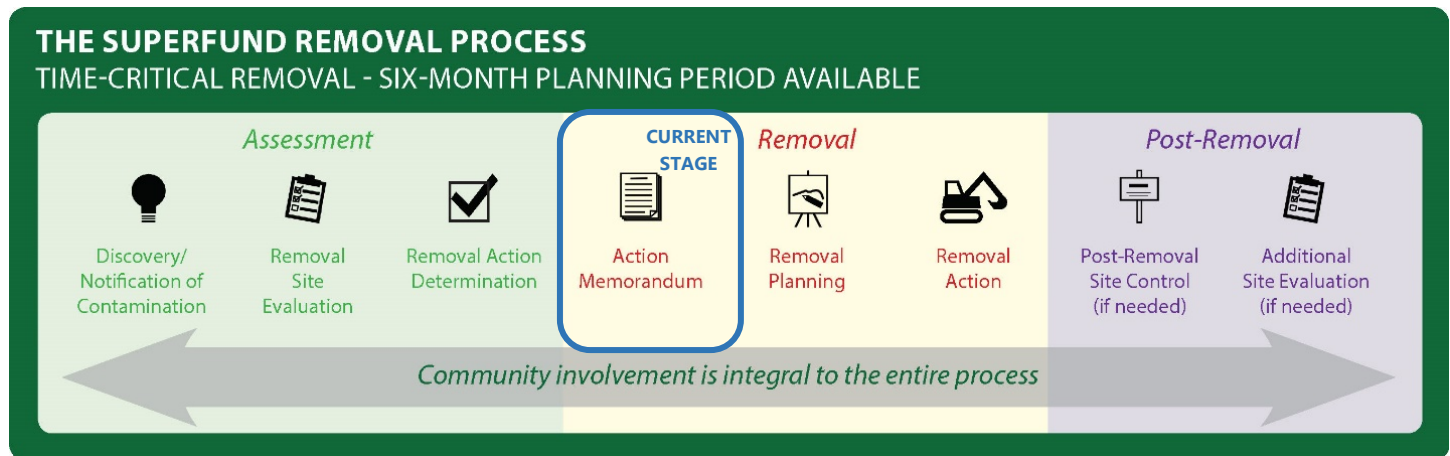 THE SUPERFUND REMOVAL PROCESS
TIME-CRITICAL REMOVAL - SIX-MONTH PLANNING PERIOD AVAILABLE
Assessment
CURRENT
STAGE
Removal
Post-Removal
Discovery/
Notification of
Contamination
Removal
Site
Evaluation
Removal Action
Determination
Action
Memorandum
Removal
Planning
Removal
Action
Post-Removal
Site Control
(if needed)
Additional
Site Evaluation
(if needed)
Community involvement is integral to the entire process